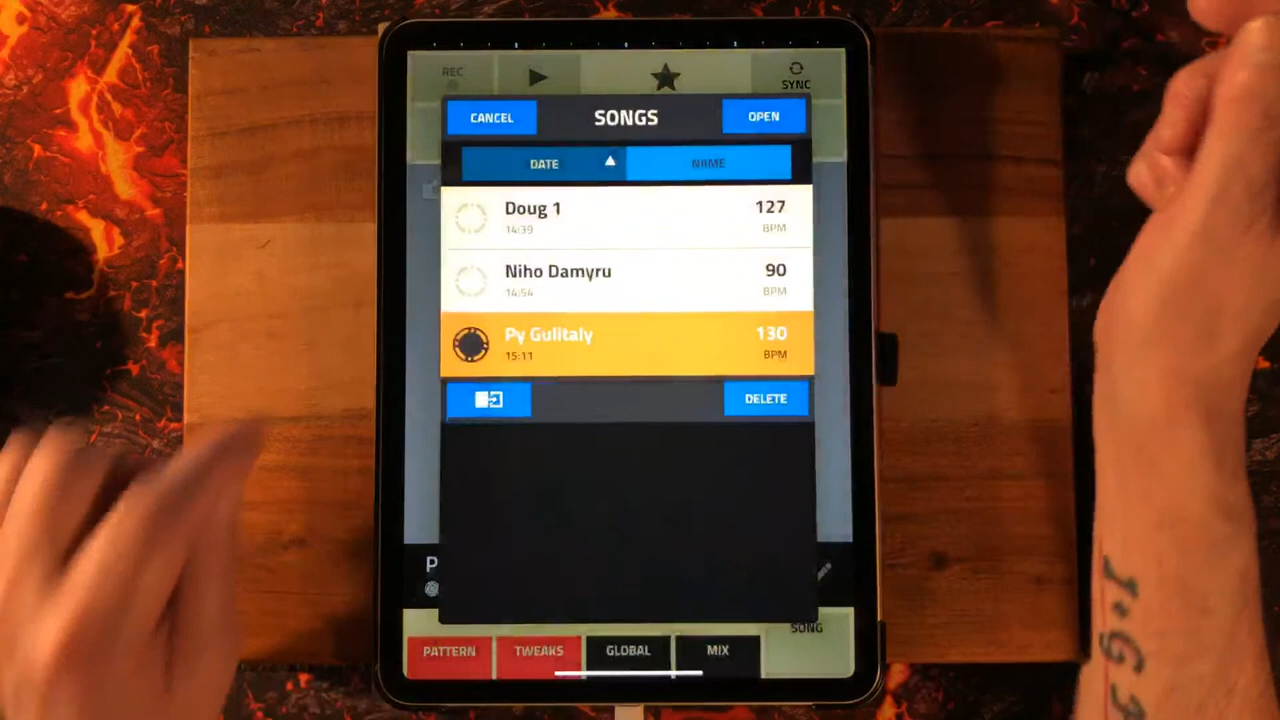 REC
SYNC
CANCEL SONGS OPEN
DATE NAME
Doug 1 127
14:39 BPM
Niho Damyru 90
14:54 BPM
Py Gulitaly 130
15:11 BPM
DELETE
P
SONG
PATTERN TWEAKS GLOBAL MIX